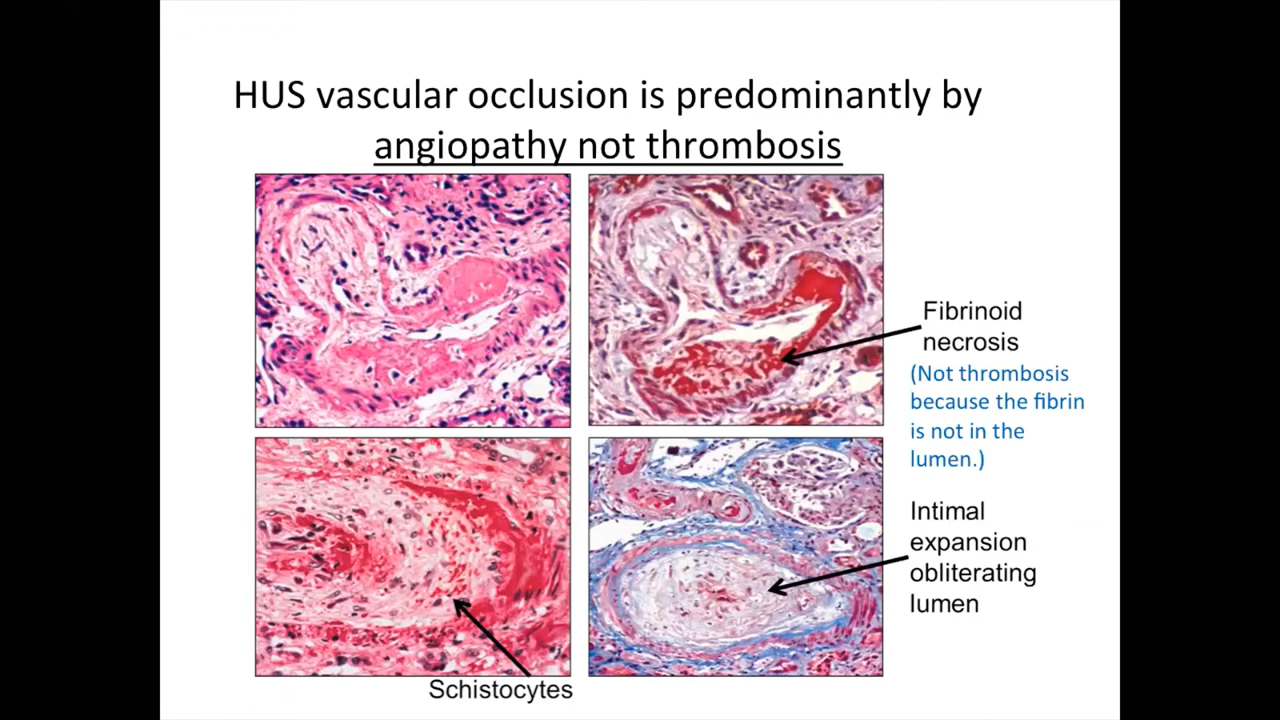 HUS vascular occlusion is predominantly by
angiopathy not thrombosis
Fibrinoid
necrosis
(Not thrombosis
because the fibrin
is not in the
lumen.)
Intimal
expansion
obliterating
lumen
Schistocytes